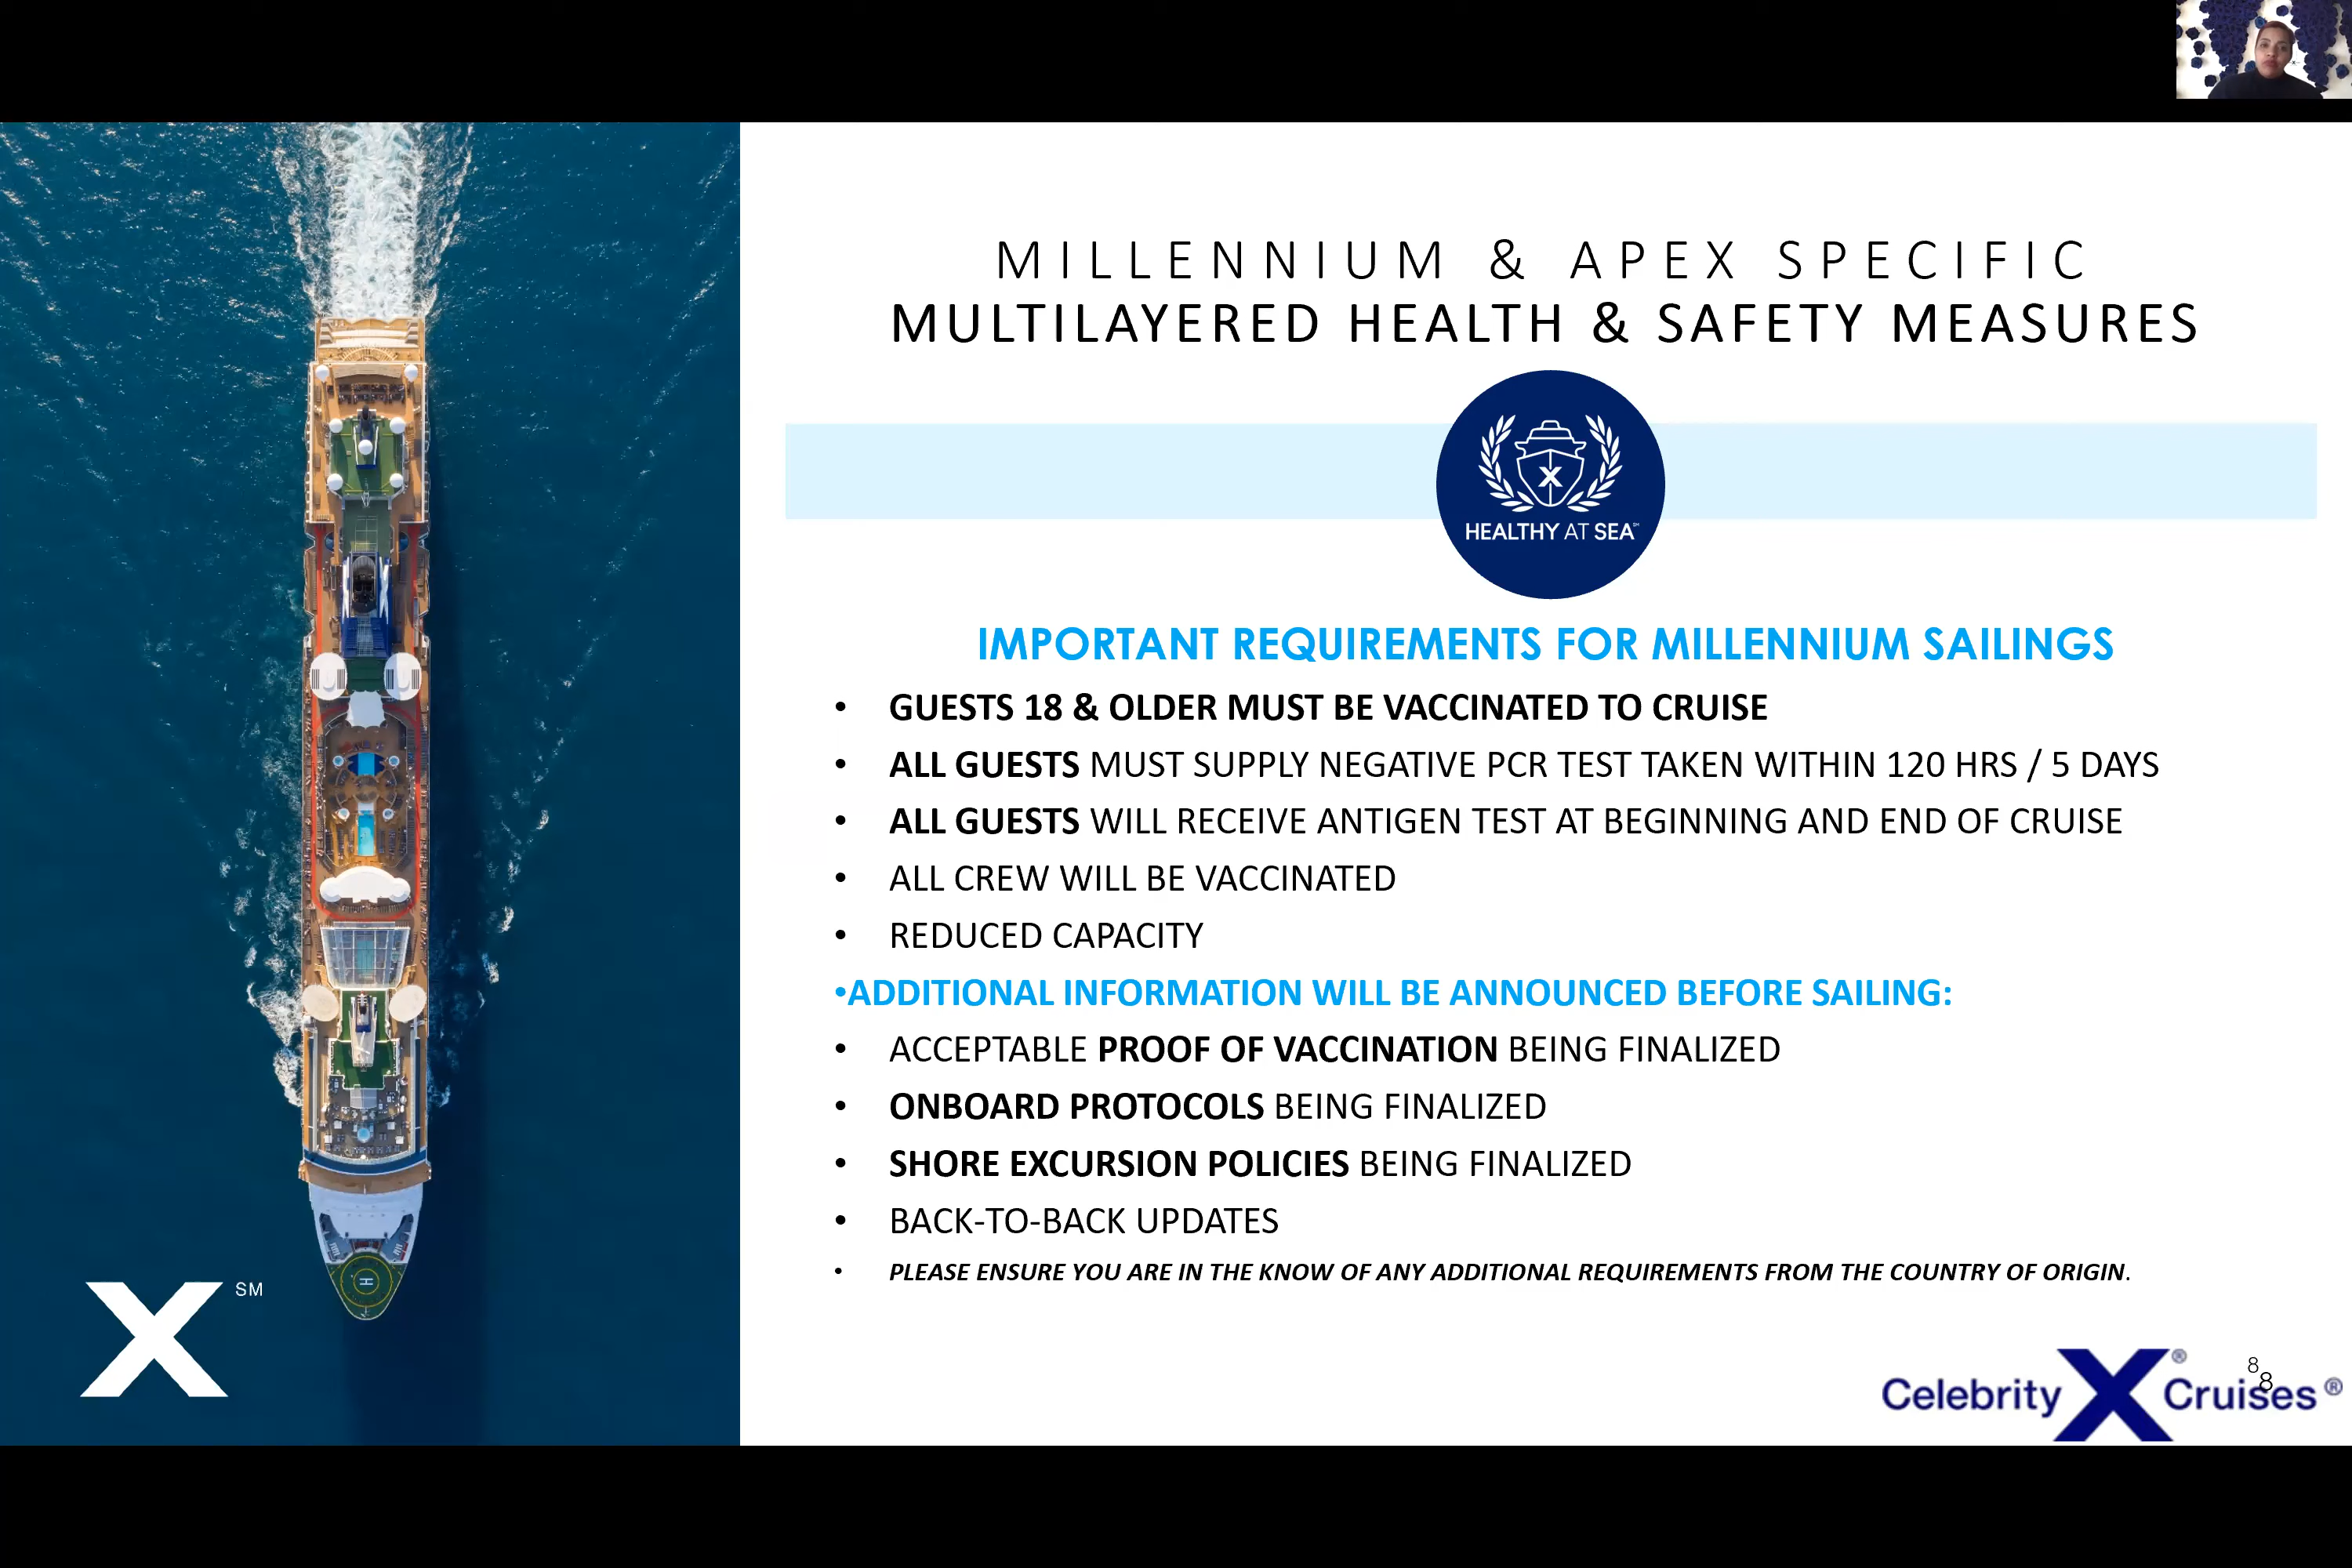 MILLENNIUM & APEX SPECIFIC
MULTILAYERED HEALTH & SAFETY MEASURES
X
HEALTHY AT SEA℠
IMPORTANT REQUIREMENTS FOR MILLENNIUM SAILINGS
• GUESTS 18 & OLDER MUST BE VACCINATED TO CRUISE
• ALL GUESTS MUST SUPPLY NEGATIVE PCR TEST TAKEN WITHIN 120 HRS / 5 DAYS
• ALL GUESTS WILL RECEIVE ANTIGEN TEST AT BEGINNING AND END OF CRUISE
• ALL CREW WILL BE VACCINATED
• REDUCED CAPACITY
•ADDITIONAL INFORMATION WILL BE ANNOUNCED BEFORE SAILING:
• ACCEPTABLE PROOF OF VACCINATION BEING FINALIZED
• ONBOARD PROTOCOLS BEING FINALIZED
• SHORE EXCURSION POLICIES BEING FINALIZED
• BACK-TO-BACK UPDATES
• PLEASE ENSURE YOU ARE IN THE KNOW OF ANY ADDITIONAL REQUIREMENTS FROM THE COUNTRY OF ORIGIN.
H
X SM
8
8
Celebrity X® Cruises®